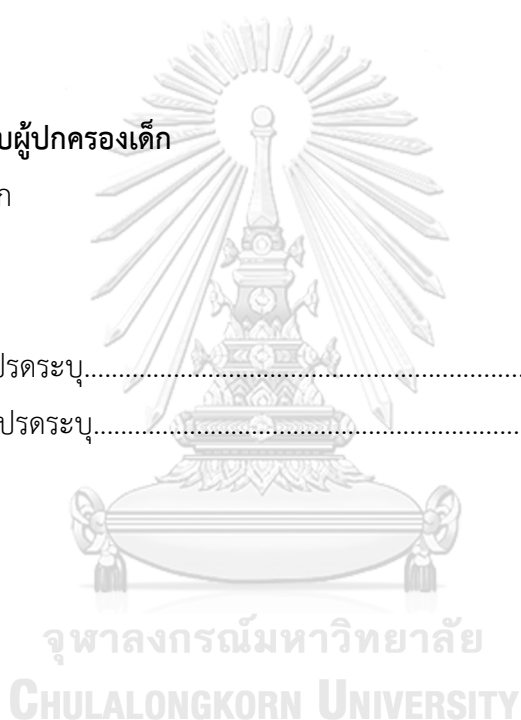 บผู้ปกครองเด็ก
ก
ปรดระบุ................................................................
ปรดระบุ...............................................................
จุฬาลงกรณ์มหาวิทยาลัย
CHULALONGKORN UNIVERSITY